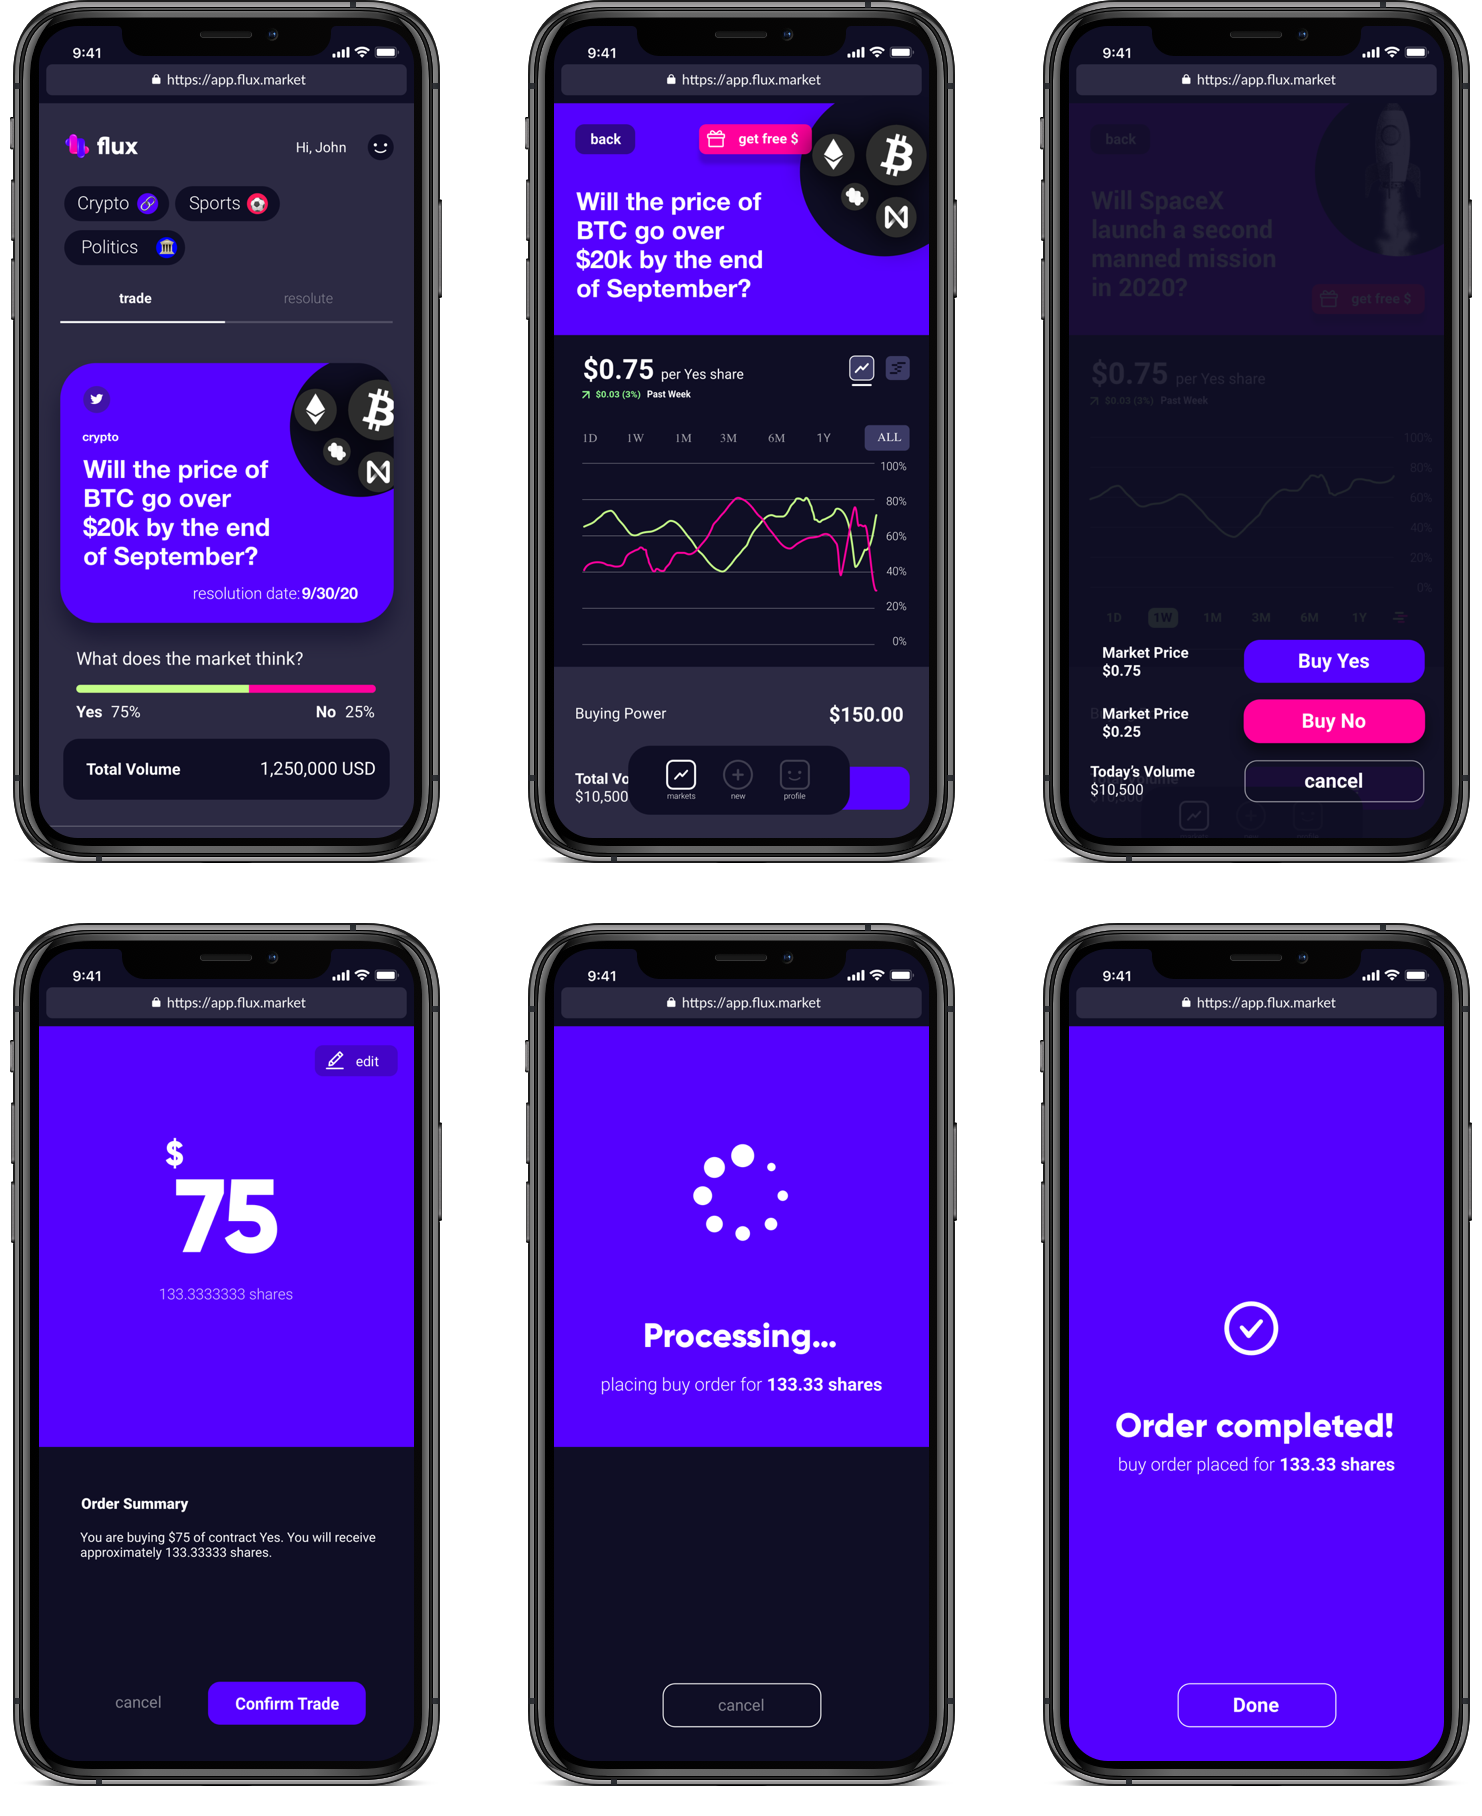 9:41
https://app.flux.market
flux
Hi, John
Crypto
Sports
Politics
trade
resolute
crypto
Will the price of
BTC go over
$20k by the end
of September?
resolution date: 9/30/20
What does the market think?
Yes 75%
No 25%
Total Volume
1,250,000 USD
9:41
https://app.flux.market
back
get free $
Will the price of
BTC go over
$20k by the end
of September?
$0.75 per Yes share
$0.03 (3%) Past Week
1D 1W 1M 3M 6M 1Y ALL
100%
80%
60%
40%
20%
0%
Buying Power
$150.00
Total Vo
$10,500
markets
new
profile
9:41
https://app.flux.market
back
Will SpaceX
launch a second
manned mission
in 2020?
get free $
$0.75 per Yes share
$0.03 (3%) Past Week
100%
80%
60%
40%
20%
0%
1D 1W 1M 3M 6M 1Y
Market Price
$0.75
Buy Yes
Market Price
$0.25
Buy No
Today's Volume
$10,500
cancel
9:41
https://app.flux.market
edit
$
75
133.3333333 shares
Order Summary
You are buying $75 of contract Yes. You will receive
approximately 133.33333 shares.
cancel
Confirm Trade
9:41
https://app.flux.market
Processing...
placing buy order for 133.33 shares
cancel
9:41
https://app.flux.market
Order completed!
buy order placed for 133.33 shares
Done